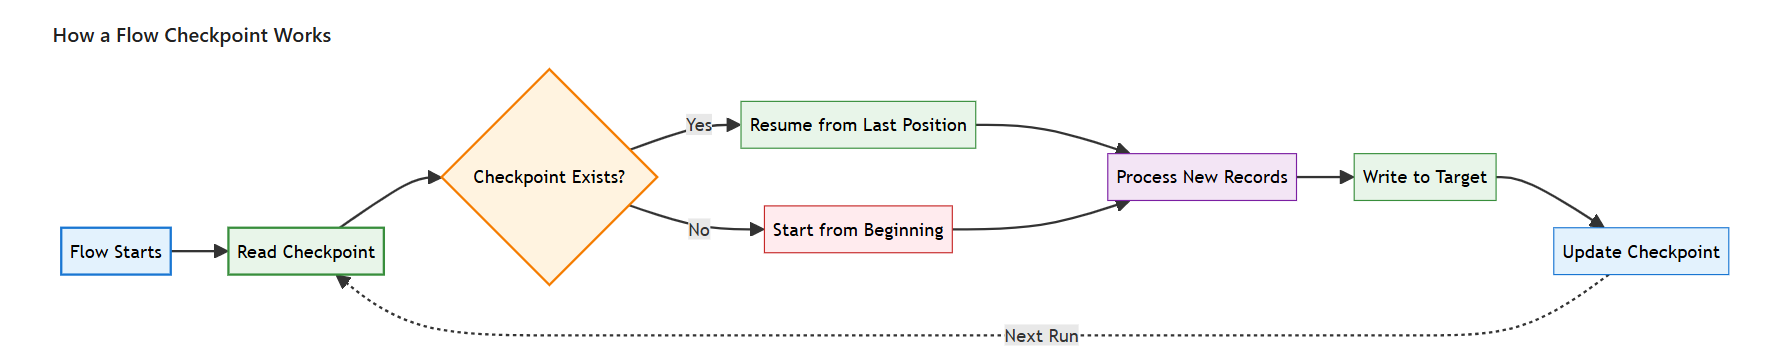 How a Flow Checkpoint Works
Flow Starts
Read Checkpoint
Checkpoint Exists?
Yes
Resume from Last Position
No
Start from Beginning
Process New Records
Write to Target
Update Checkpoint
Next Run